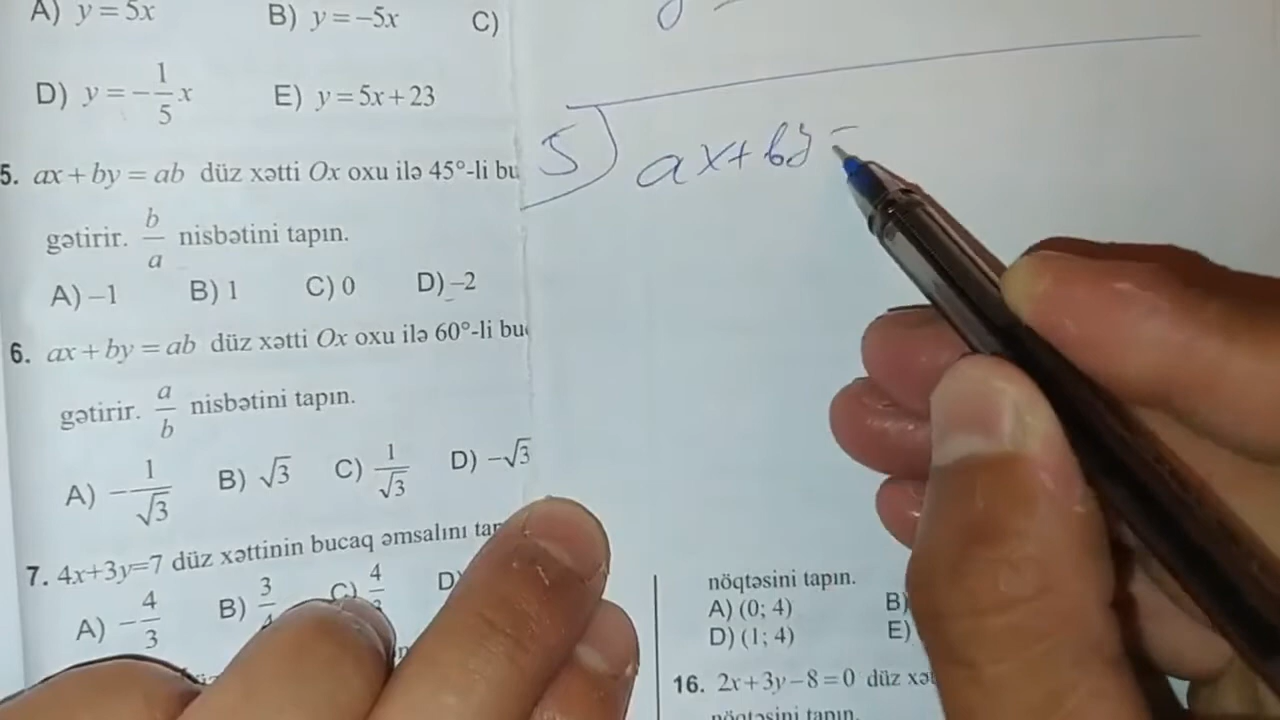 A) y = 5x B) y = –5x C)
D) y = –1/5 x E) y = 5x + 23
5. ax + by = ab düz xətti Ox oxu ilə 45°-li bu
gətirir. b/a nisbətini tapın.
A) –1 B) 1 C) 0 D) –2
6. ax + by = ab düz xətti Ox oxu ilə 60°-li bu
gətirir. a/b nisbətini tapın.
A) –1/√3 B) √3 C) 1/√3 D) –√3
7. 4x+3y=7 düz xəttinin bucaq əmsalını
A) –4/3 B) 3/4 C) 4/3 D)
5) ax+by =
nöqtəsini tapın.
A) (0; 4) B)
D) (1; 4) E)
16. 2x+3y–8=0 düz
nöqtəsini tapın.